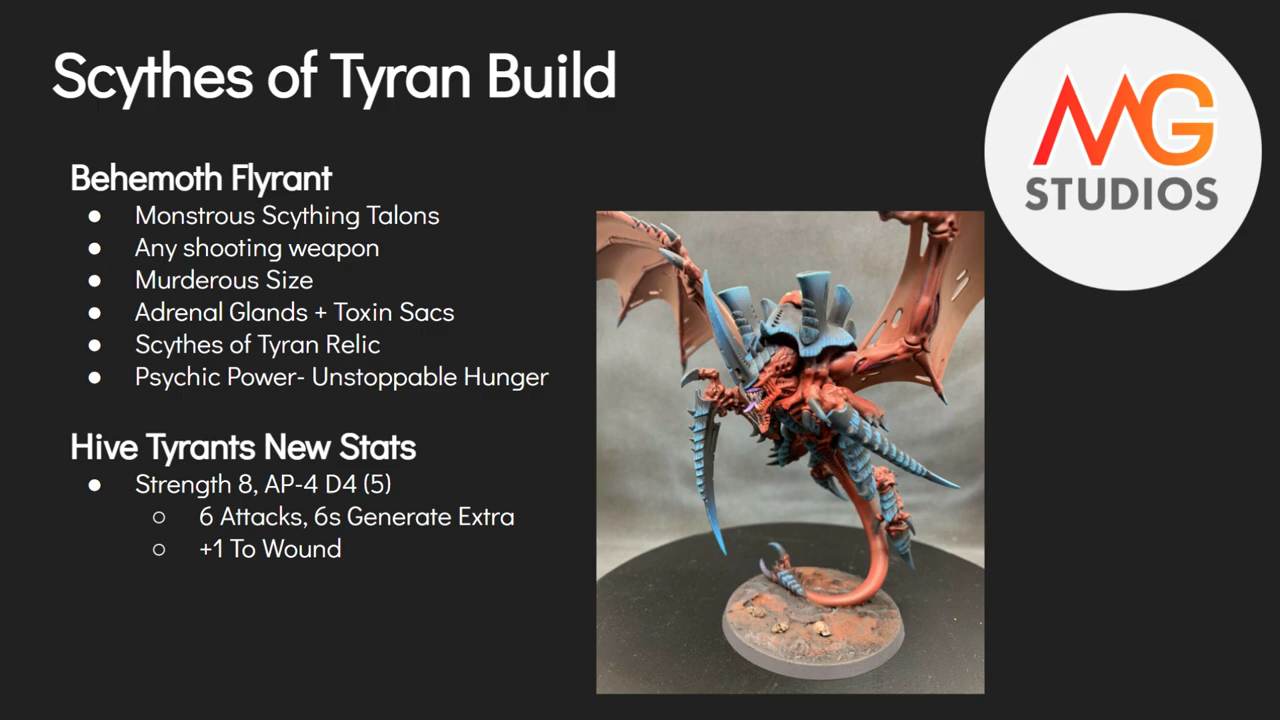 Scythes of Tyran Build
MG
STUDIOS
Behemoth Flyrant
● Monstrous Scything Talons
● Any shooting weapon
● Murderous Size
● Adrenal Glands + Toxin Sacs
● Scythes of Tyran Relic
● Psychic Power- Unstoppable Hunger
Hive Tyrants New Stats
● Strength 8, AP-4 D4 (5)
○ 6 Attacks, 6s Generate Extra
○ +1 To Wound